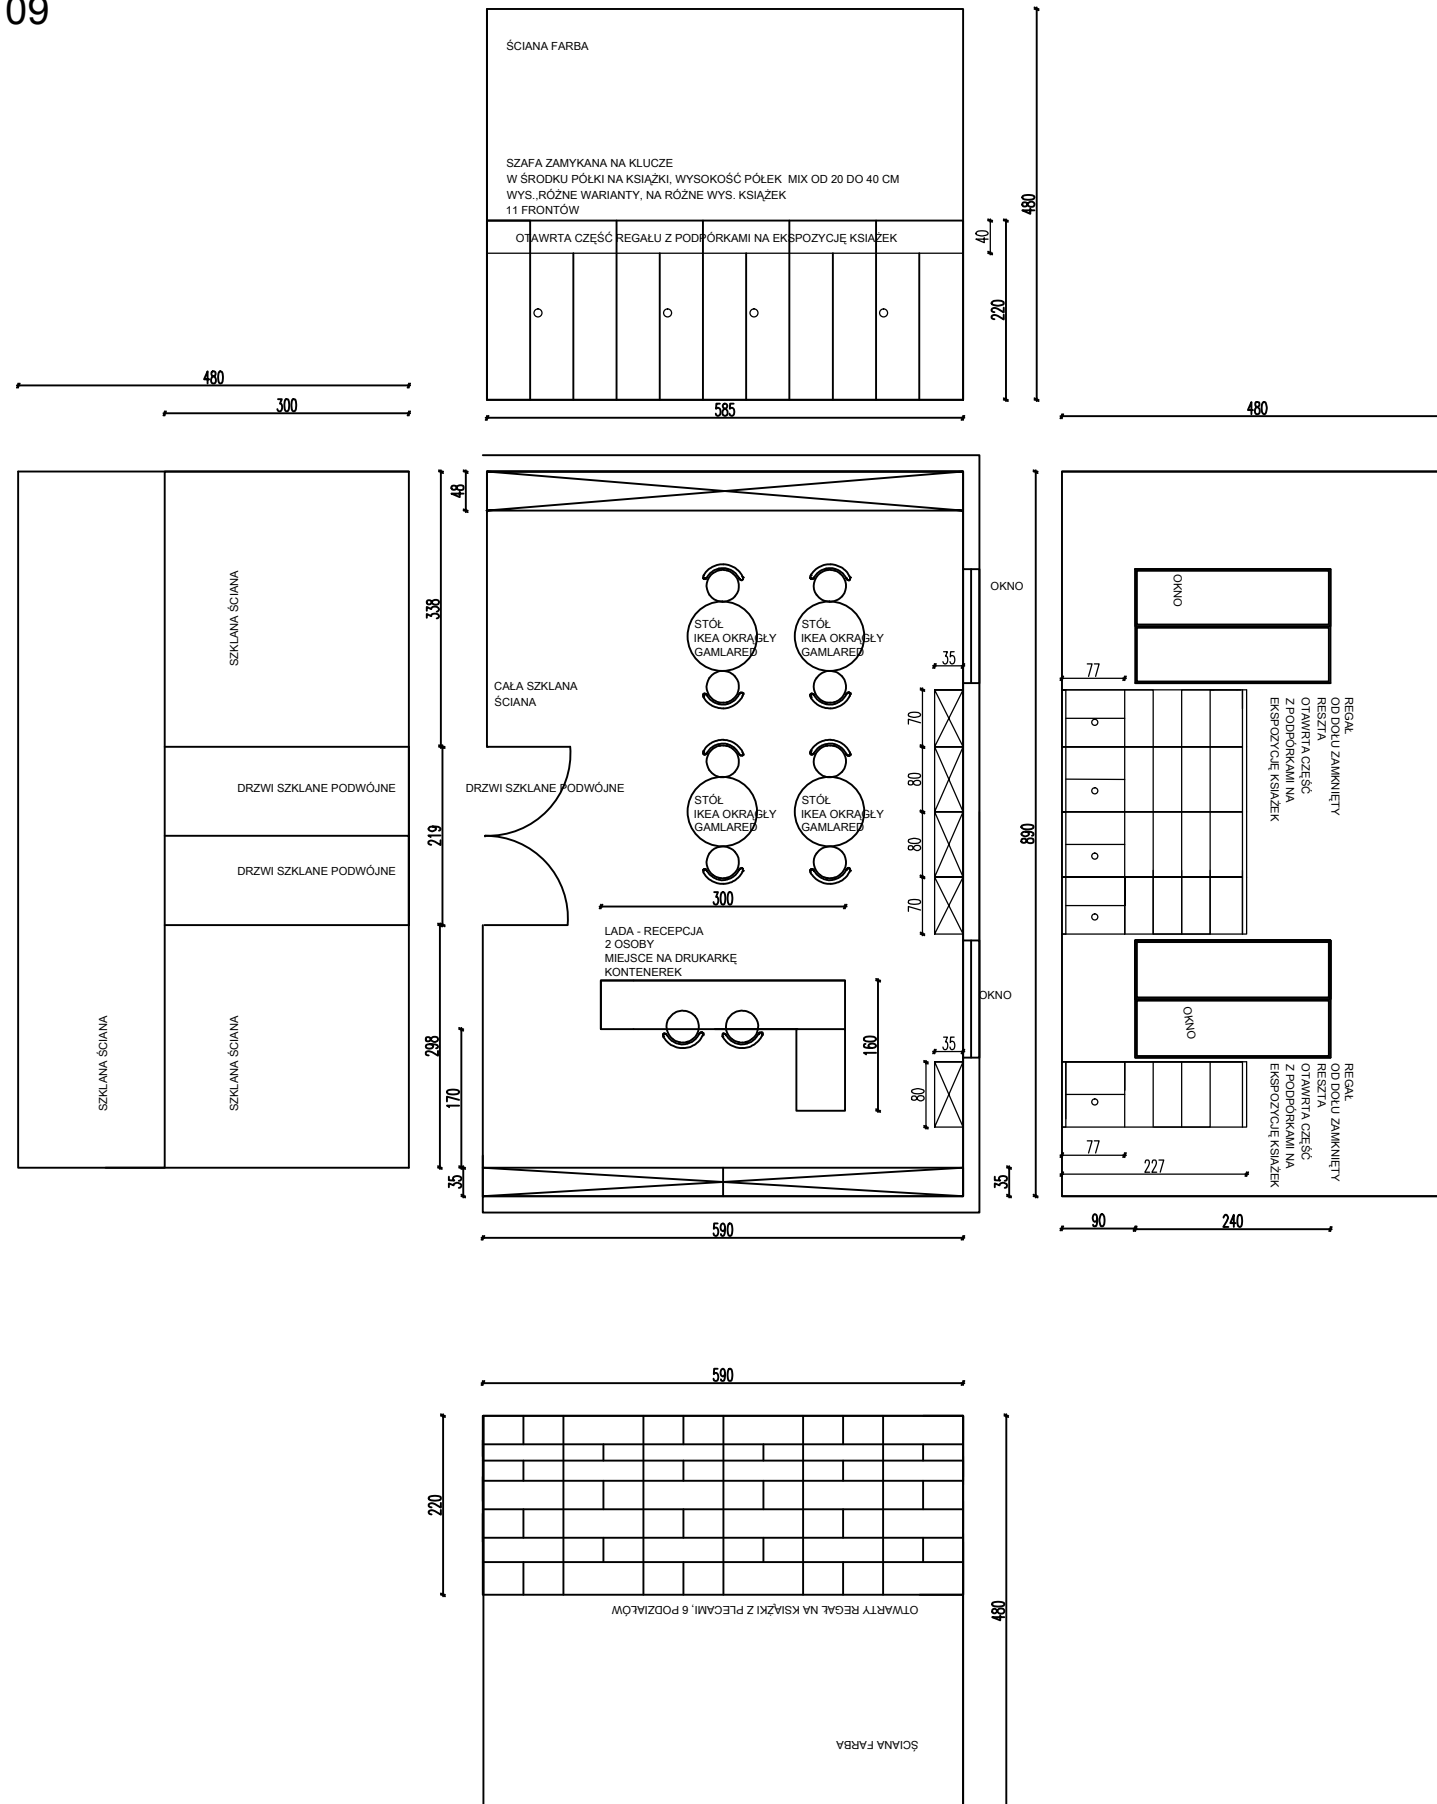 09
ŚCIANA FARBA
SZAFA ZAMYKANA NA KLUCZE
W ŚRODKU PÓŁKI NA KSIĄŻKI, WYSOKOŚĆ PÓŁEK MIX OD 20 DO 40 CM
WYS.,RÓŻNE WARIANTY, NA RÓŻNE WYS. KSIĄŻEK
11 FRONTÓW
OTAWRTA CZĘŚĆ REGAŁU Z PODPÓRKAMI NA EKSPOZYCJĘ KSIAŻEK
40
220
480
585
480
300
480
SZKLANA ŚCIANA
DRZWI SZKLANE PODWÓJNE
DRZWI SZKLANE PODWÓJNE
SZKLANA ŚCIANA
SZKLANA ŚCIANA
338
219
298
170
35
48
CAŁA SZKLANA
ŚCIANA
DRZWI SZKLANE PODWÓJNE
STÓŁ
IKEA OKRĄGŁY
GAMLARED
STÓŁ
IKEA OKRĄGŁY
GAMLARED
STÓŁ
IKEA OKRĄGŁY
GAMLARED
STÓŁ
IKEA OKRĄGŁY
GAMLARED
300
LADA - RECEPCJA
2 OSOBY
MIEJSCE NA DRUKARKĘ
KONTENEREK
160
OKNO
35
70
80
80
70
OKNO
35
80
35
590
890
OKNO
77
REGAŁ
OD DOŁU ZAMKNIĘTY
RESZTA
OTAWRTA CZĘŚĆ
Z PODPÓRKAMI NA
EKSPOZYCJĘ KSIAŻEK
OKNO
REGAŁ
OD DOŁU ZAMKNIĘTY
RESZTA
OTAWRTA CZĘŚĆ
Z PODPÓRKAMI NA
EKSPOZYCJĘ KSIAŻEK
77
227
90
240
590
220
480
OTWARTY REGAŁ NA KSIĄŻKI Z PLECAMI, 6 PODZIAŁÓW
ŚCIANA FARBA